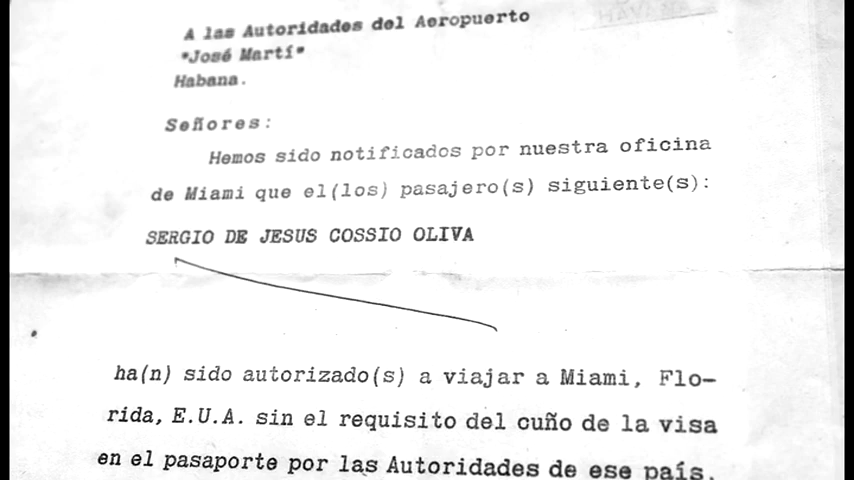 A las Autoridades del Aeropuerto
"José Martí"
Habana.
Señores:
Hemos sido notificados por nuestra oficina
de Miami que el(los) pasajero(s) siguiente(s):
SERGIO DE JESUS COSSIO OLIVA
ha(n) sido autorizado(s) a viajar a Miami, Flo-
rida, E.U.A. sin el requisito del cuño de la visa
en el pasaporte por las Autoridades de ese país.